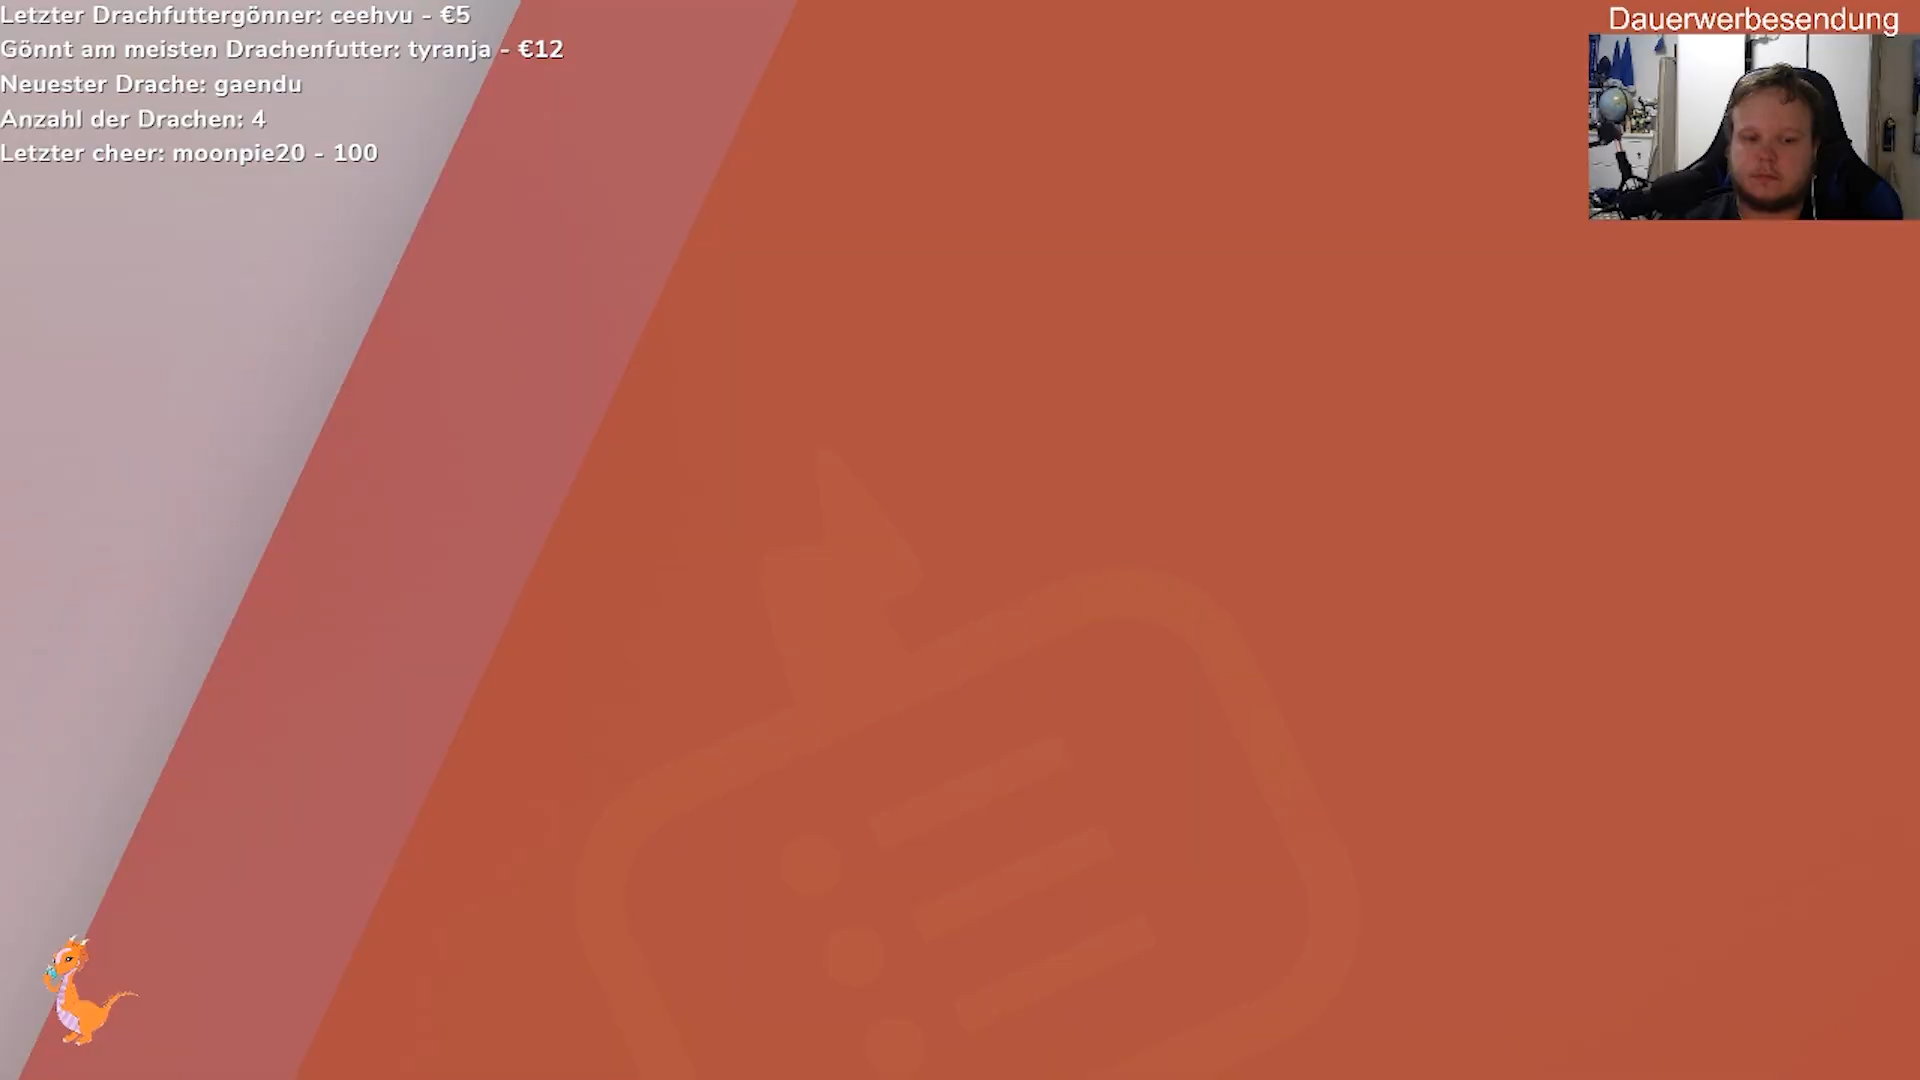 Letzter Drachfuttergönner: ceehvu - €5
Gönnt am meisten Drachenfutter: tyranja - €12
Neuester Drache: gaendu
Anzahl der Drachen: 4
Letzter cheer: moonpie20 - 100
Dauerwerbesendung